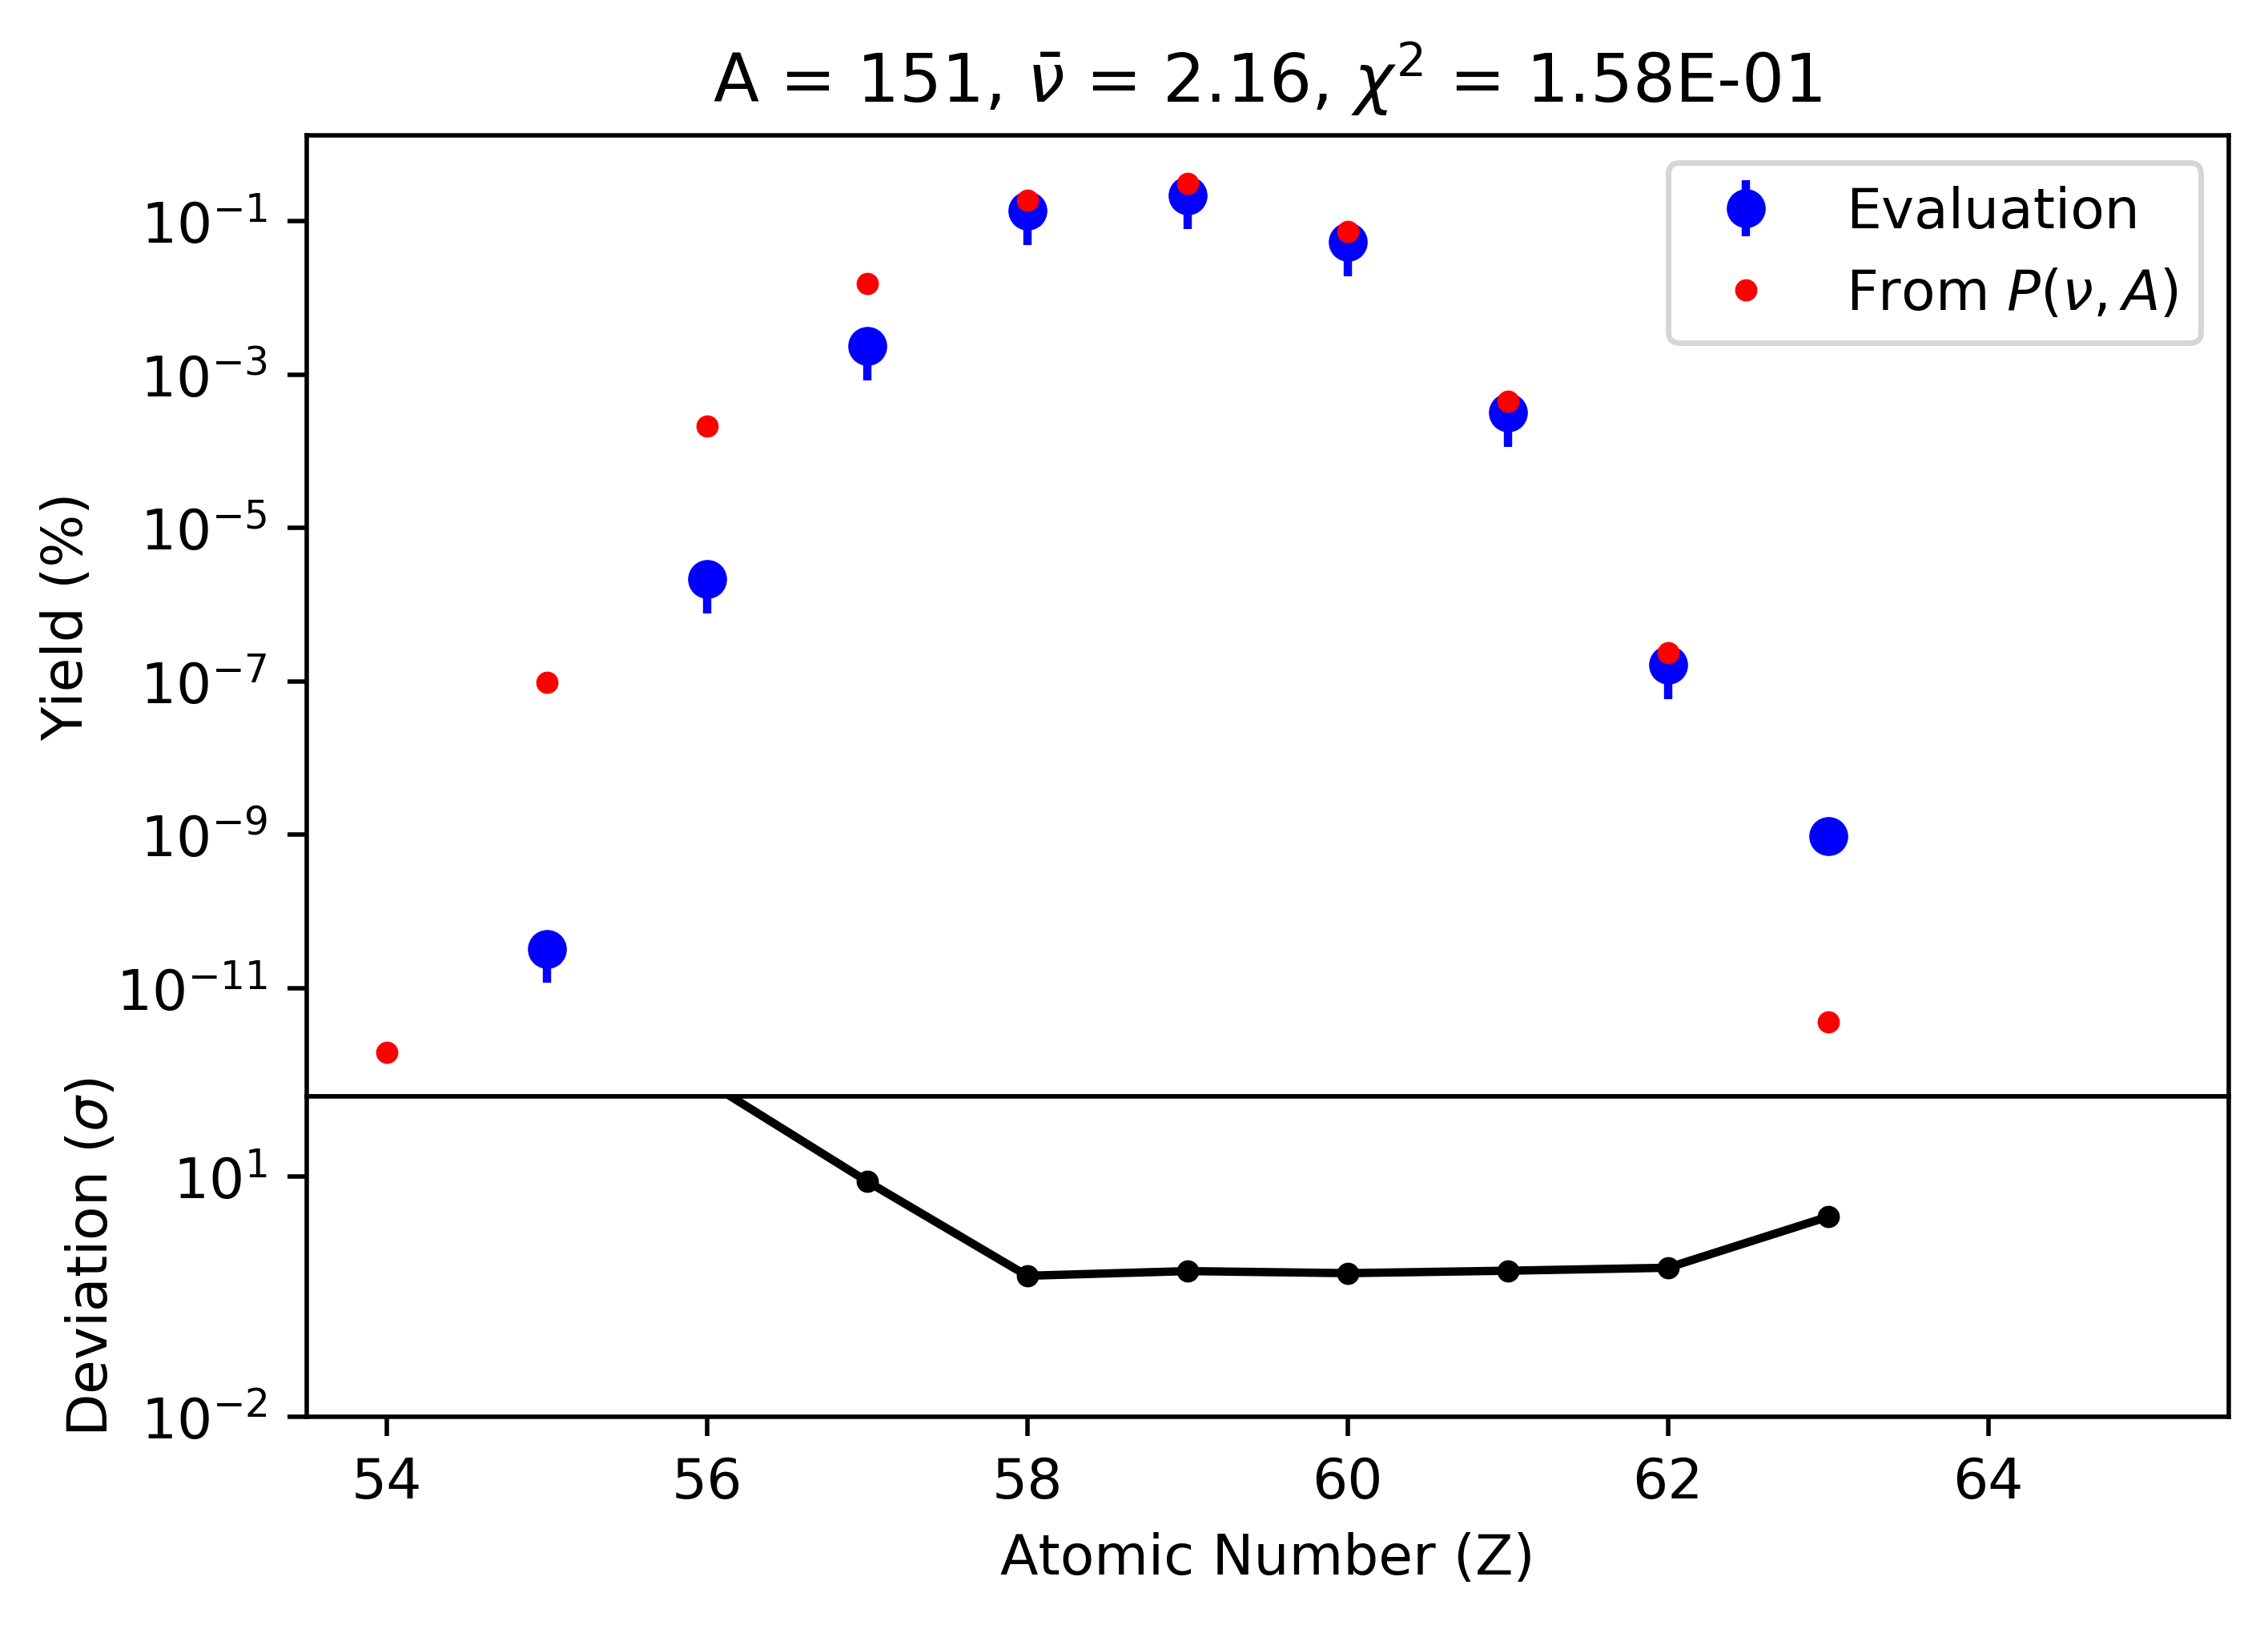 A = 151, ν̄ = 2.16, χ² = 1.58E-01
Evaluation
From P(ν, A)
Yield (%)
10⁻¹
10⁻³
10⁻⁵
10⁻⁷
10⁻⁹
10⁻¹¹
Deviation (σ)
10¹
10⁻²
54 56 58 60 62 64
Atomic Number (Z)